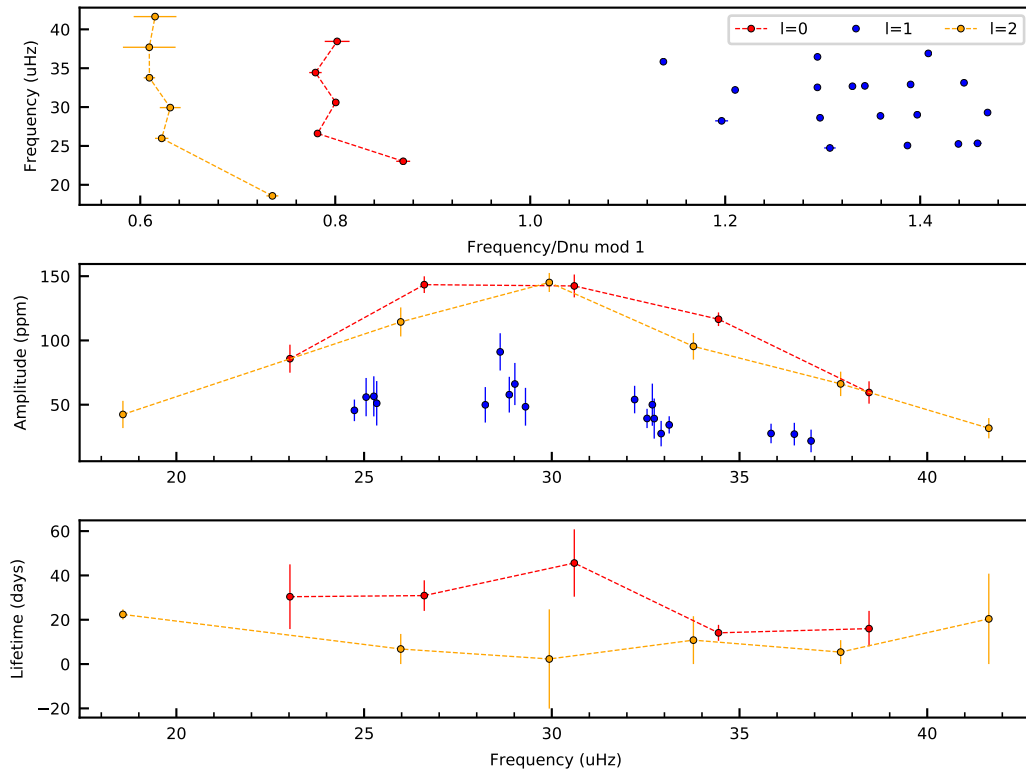 l=0 l=1 l=2
Frequency (uHz)
40
35
30
25
20
0.6 0.8 1.0 1.2 1.4
Frequency/Dnu mod 1
Amplitude (ppm)
150
100
50
20 25 30 35 40
Lifetime (days)
60
40
20
0
−20
20 25 30 35 40
Frequency (uHz)